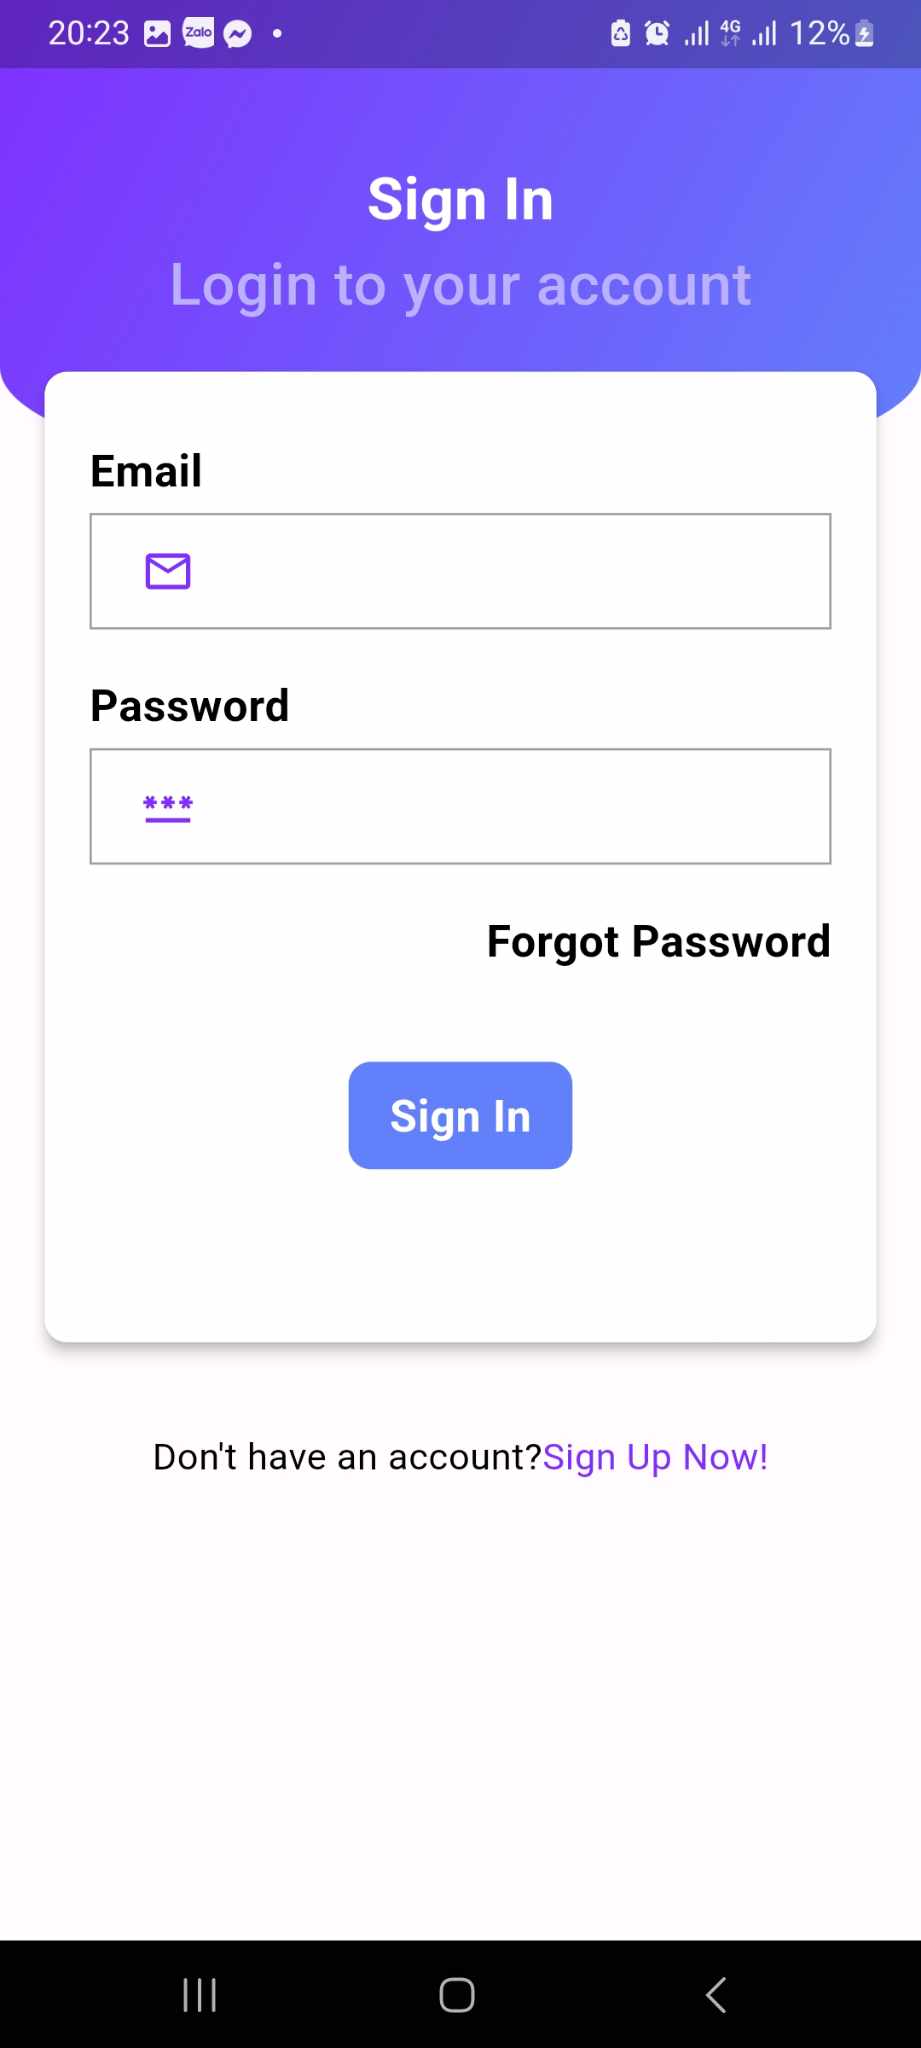 20:23 Zalo 4G 12%
Sign In
Login to your account
Email
Password
***
Forgot Password
Sign In
Don't have an account?Sign Up Now!